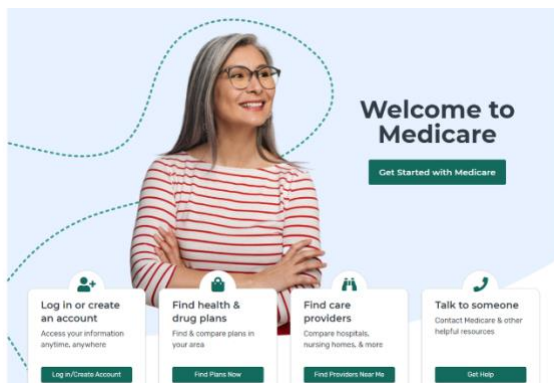 Welcome to
Medicare
Get Started with Medicare
Log in or create
an account
Access your information
anytime, anywhere
Log in/Create Account
Find health &
drug plans
Find & compare plans in
your area
Find Plans Now
Find care
providers
Compare hospitals,
nursing homes, & more
Find Providers Near Me
Talk to someone
Contact Medicare & other
helpful resources
Get Help